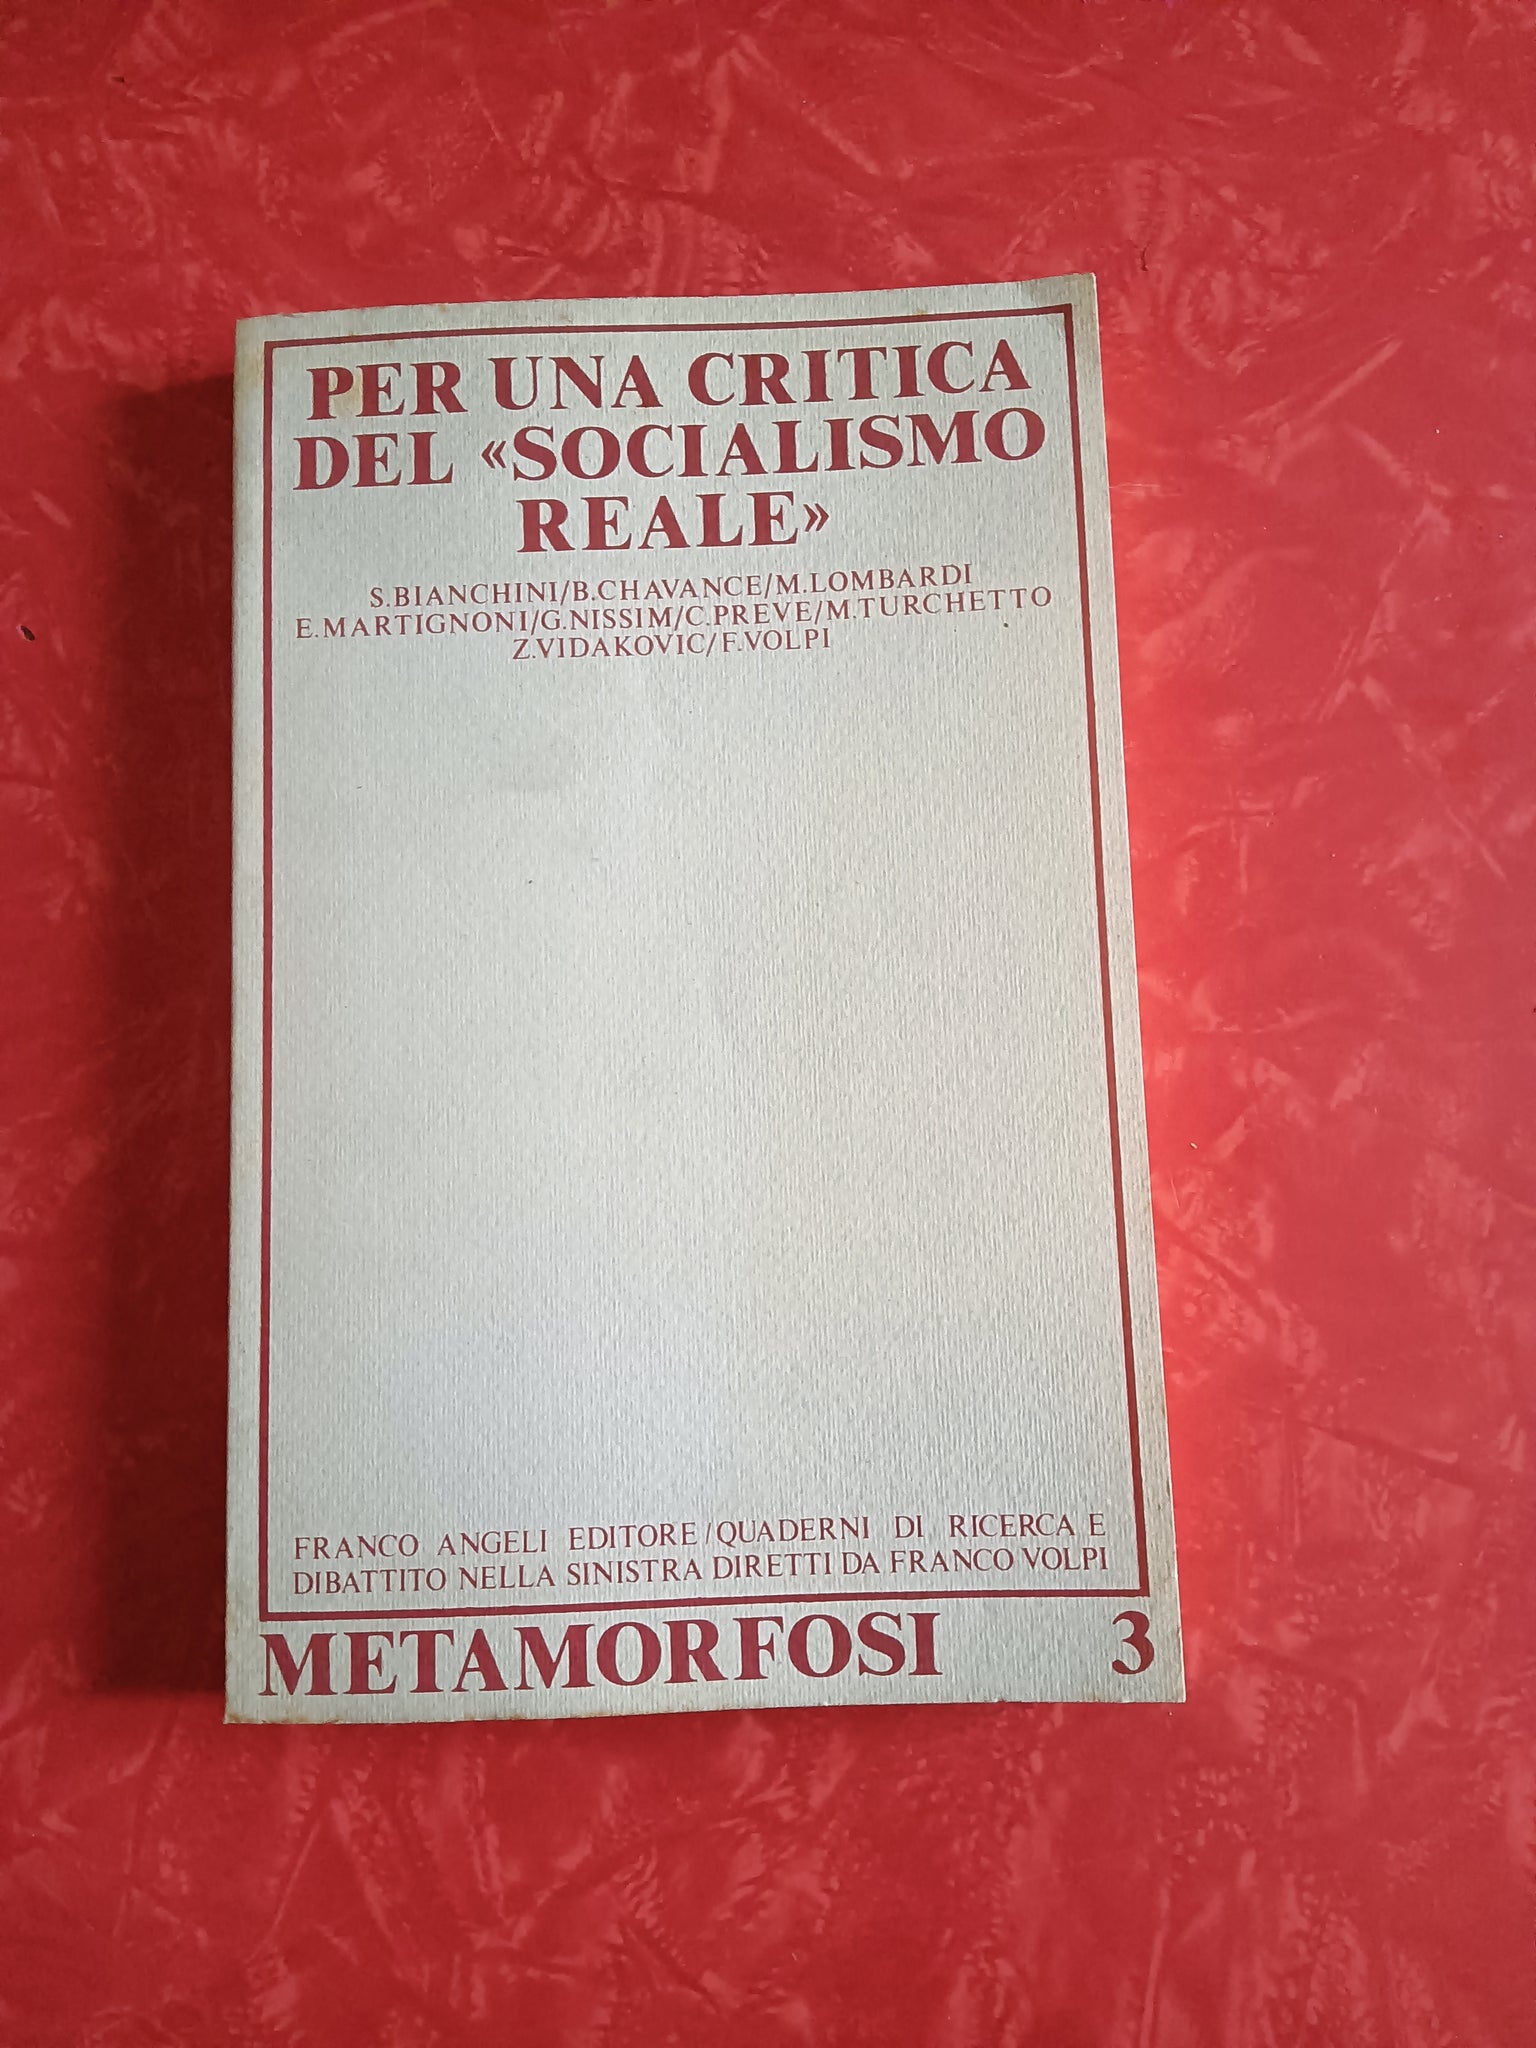 PER UNA CRITICA
DEL «SOCIALISMO
REALE»
S.BIANCHINI/B.CHAVANCE/M.LOMBARDI
E.MARTIGNONI/G.NISSIM/C.PREVE/M.TURCHETTO
Z.VIDAKOVIC/F.VOLPI
FRANCO ANGELI EDITORE/QUADERNI DI RICERCA E
DIBATTITO NELLA SINISTRA DIRETTI DA FRANCO VOLPI
METAMORFOSI 3